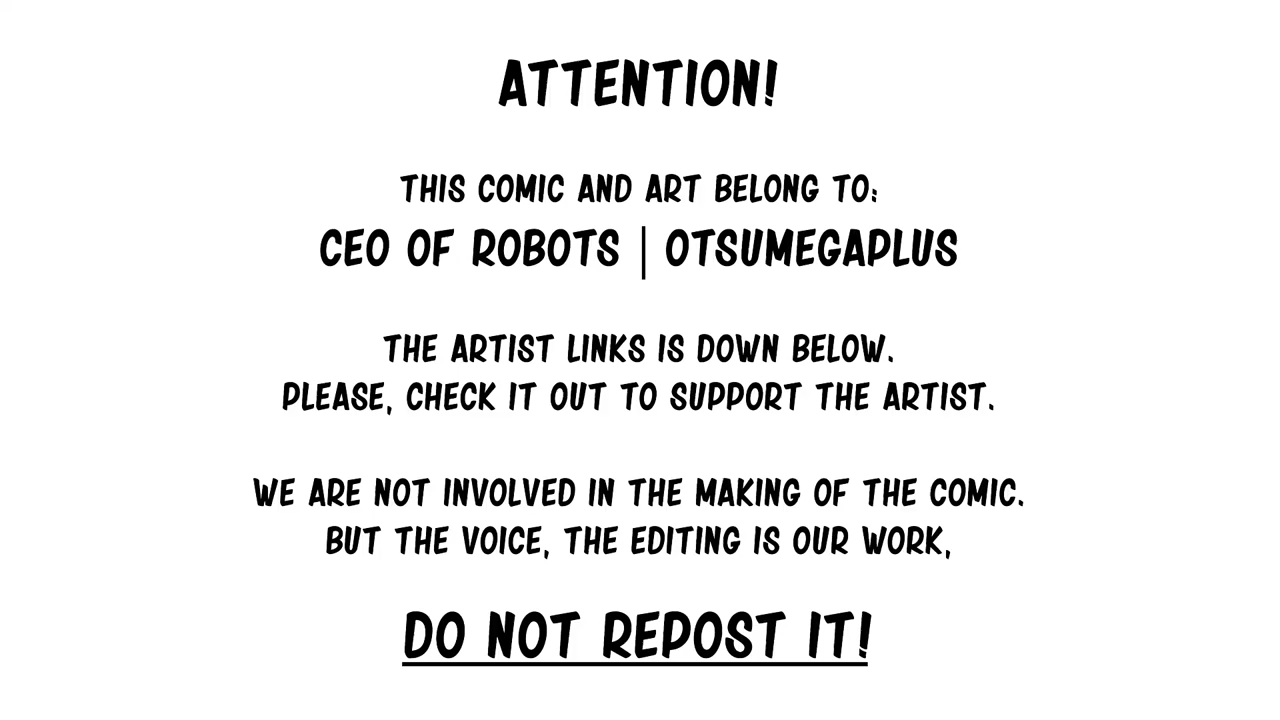 ATTENTION!
THIS COMIC AND ART BELONG TO:
CEO OF ROBOTS | OTSUMEGAPLUS
THE ARTIST LINKS IS DOWN BELOW.
PLEASE, CHECK IT OUT TO SUPPORT THE ARTIST.
WE ARE NOT INVOLVED IN THE MAKING OF THE COMIC.
BUT THE VOICE, THE EDITING IS OUR WORK,
DO NOT REPOST IT!